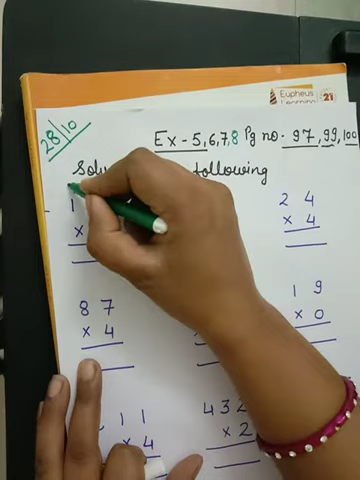 Eupheus
Learning
28/10
Ex - 5,6,7,8 Pg no. - 97, 99, 100
following
1 2 4
× × 4
8 7 1 9
× 4 × 0
1 1 4 3 2
× 4 × 2